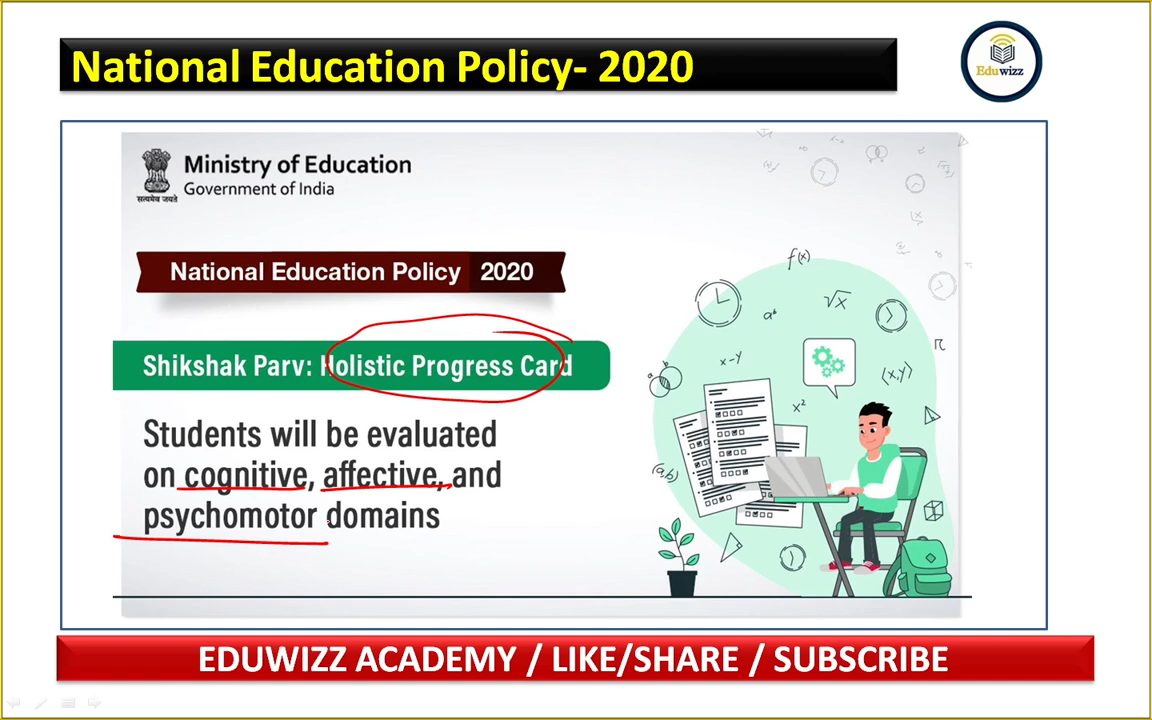 National Education Policy- 2020
Eduwizz
Ministry of Education
Government of India
सत्यमेव जयते
National Education Policy 2020
Shikshak Parv: Holistic Progress Card
Students will be evaluated
on cognitive, affective, and
psychomotor domains
f(x)
√x
a^b
x-y
a
b
x²
(x,y)
(a,b)
π
EDUWIZZ ACADEMY / LIKE/SHARE / SUBSCRIBE